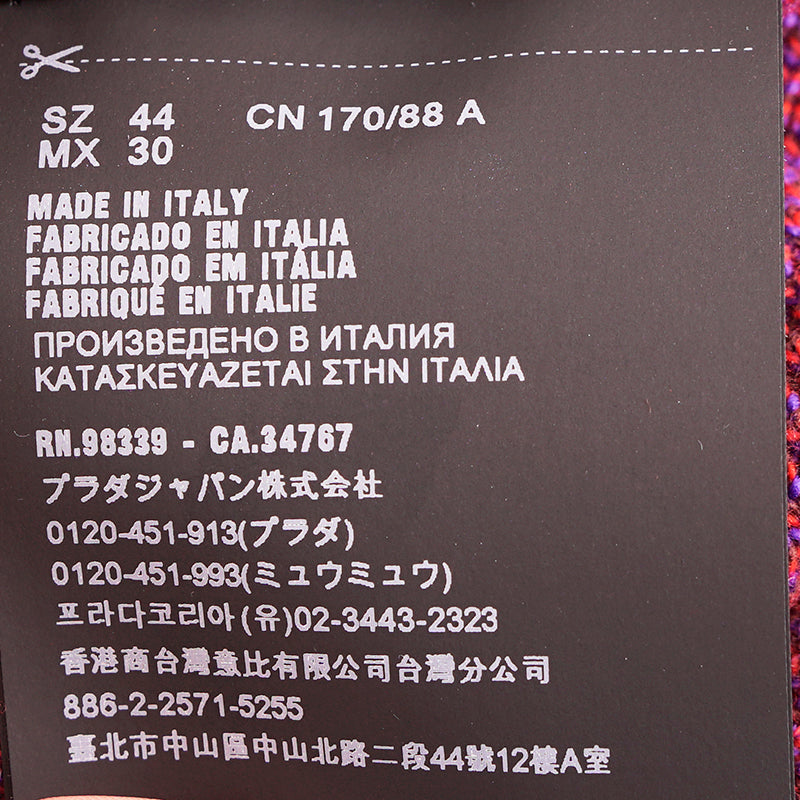 SZ 44 CN 170/88 A
MX 30
MADE IN ITALY
FABRICADO EN ITALIA
FABRICADO EM ITÁLIA
FABRIQUÉ EN ITALIE
ПРОИЗВЕДЕНО В ИТАЛИЯ
ΚΑΤΑΣΚΕΥΑΖΕΤΑΙ ΣΤΗΝ ΙΤΑΛΙΑ
RN.98339 - CA.34767
プラダジャパン株式会社
0120-451-913(プラダ)
0120-451-993(ミュウミュウ)
프라다코리아(유)02-3443-2323
香港商台灣意比有限公司台灣分公司
886-2-2571-5255
臺北市中山區中山北路二段44號12樓A室